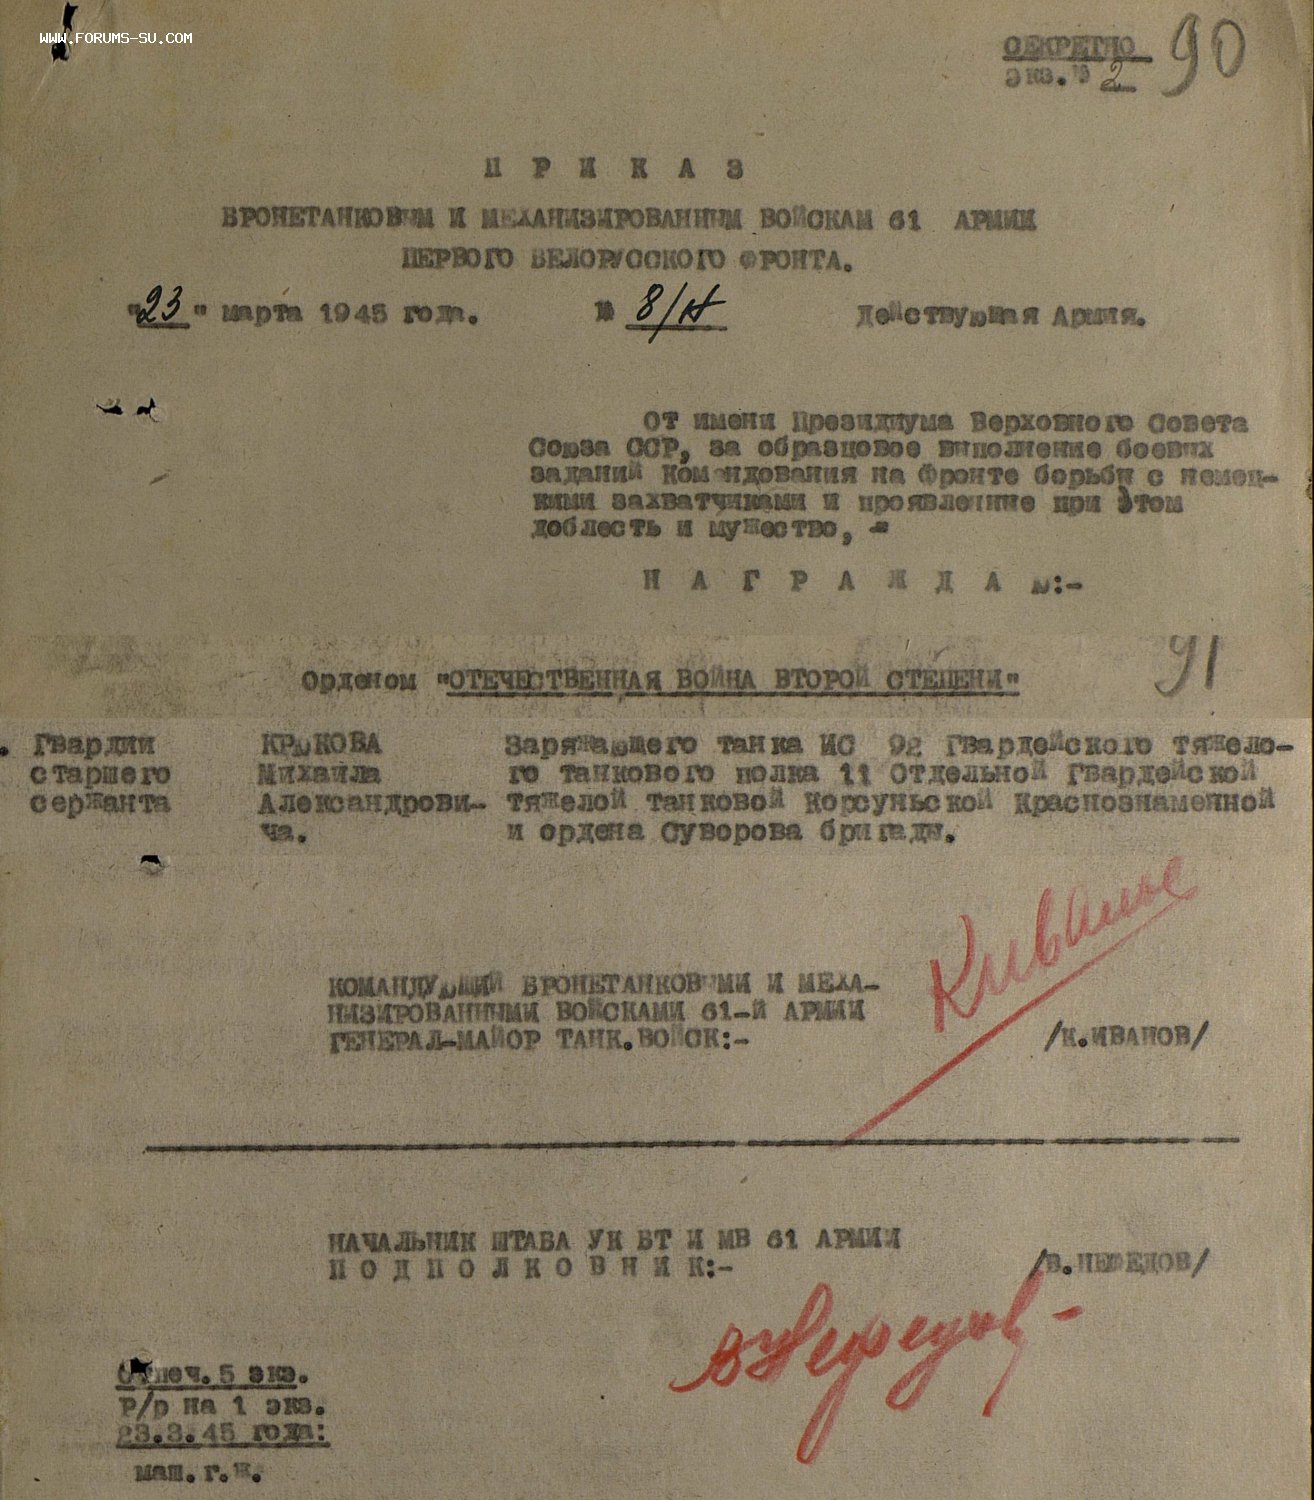 WWW.FORUMS-SU.COM
СЕКРЕТНО
90
экз.№ 2
П Р И К А З
БРОНЕТАНКОВЫМ И МЕХАНИЗИРОВАННЫМ ВОЙСКАМ 61 АРМИИ
ПЕРВОГО БЕЛОРУССКОГО ФРОНТА.
"23" марта 1945 года. № 8/Н Действующая Армия.
От имени Президиума Верховного Совета
Союза ССР, за образцовое выполнение боевых
заданий Командования на фронте борьбы с немец-
кими захватчиками и проявленные при этом
доблесть и мужество, -
Н А Г Р А Ж Д А Ю:-
91
Орденом "ОТЕЧЕСТВЕННАЯ ВОЙНА ВТОРОЙ СТЕПЕНИ"
. Гвардии КРЮКОВА Заряжающего танка ИС 92 Гвардейского тяжело-
старшего Михаила го танкового полка 11 Отдельной Гвардейской
сержанта Александрови- тяжелой танковой Корсуньской Краснознаменной
ча. и ордена Суворова бригады.
КОМАНДУЮЩИЙ БРОНЕТАНКОВЫМИ И МЕХА-
НИЗИРОВАННЫМИ ВОЙСКАМИ 61-Й АРМИИ
ГЕНЕРАЛ-МАЙОР ТАНК.ВОЙСК:- /К.ИВАНОВ/
НАЧАЛЬНИК ШТАБА УК БТ И МВ 61 АРМИИ
П О Д П О Л К О В Н И К:- /В.НЕФЕДОВ/
ВНефедов
Отпеч.5 экз.
Р/р на 1 экз.
23.3.45 года:
маш.г.ж.